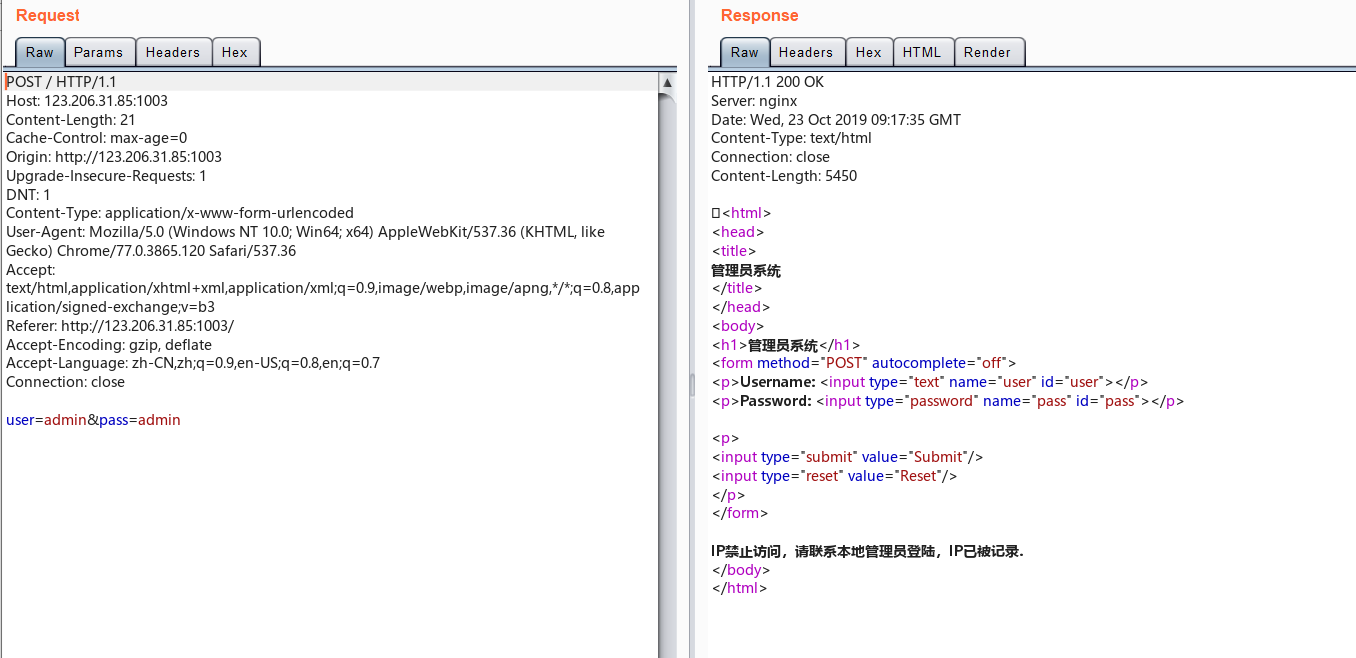 Request
Raw Params Headers Hex
POST / HTTP/1.1
Host: 123.206.31.85:1003
Content-Length: 21
Cache-Control: max-age=0
Origin: http://123.206.31.85:1003
Upgrade-Insecure-Requests: 1
DNT: 1
Content-Type: application/x-www-form-urlencoded
User-Agent: Mozilla/5.0 (Windows NT 10.0; Win64; x64) AppleWebKit/537.36 (KHTML, like
Gecko) Chrome/77.0.3865.120 Safari/537.36
Accept:
text/html,application/xhtml+xml,application/xml;q=0.9,image/webp,image/apng,*/*;q=0.8,app
lication/signed-exchange;v=b3
Referer: http://123.206.31.85:1003/
Accept-Encoding: gzip, deflate
Accept-Language: zh-CN,zh;q=0.9,en-US;q=0.8,en;q=0.7
Connection: close
user=admin&pass=admin
Response
Raw Headers Hex HTML Render
HTTP/1.1 200 OK
Server: nginx
Date: Wed, 23 Oct 2019 09:17:35 GMT
Content-Type: text/html
Connection: close
Content-Length: 5450
<html>
<head>
<title>
管理员系统
</title>
</head>
<body>
<h1>管理员系统</h1>
<form method="POST" autocomplete="off">
<p>Username: <input type="text" name="user" id="user"></p>
<p>Password: <input type="password" name="pass" id="pass"></p>
<p>
<input type="submit" value="Submit"/>
<input type="reset" value="Reset"/>
</p>
</form>
IP禁止访问，请联系本地管理员登陆，IP已被记录.
</body>
</html>